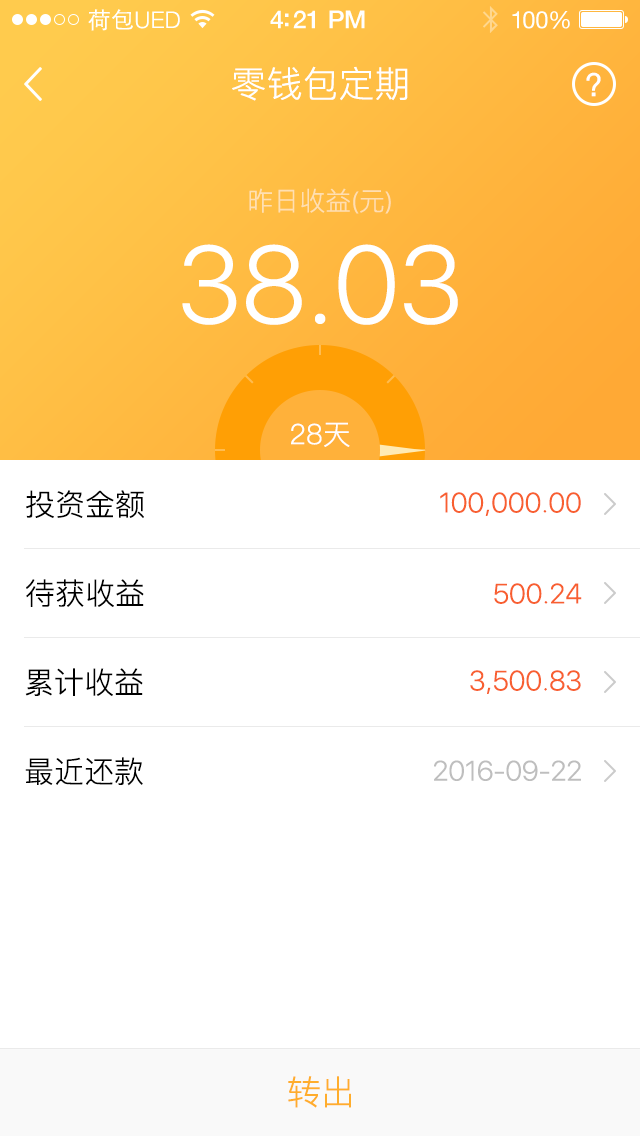 荷包UED 4:21 PM 100%
零钱包定期 ?
昨日收益(元)
38.03
28天
投资金额 100,000.00
待获收益 500.24
累计收益 3,500.83
最近还款 2016-09-22
转出